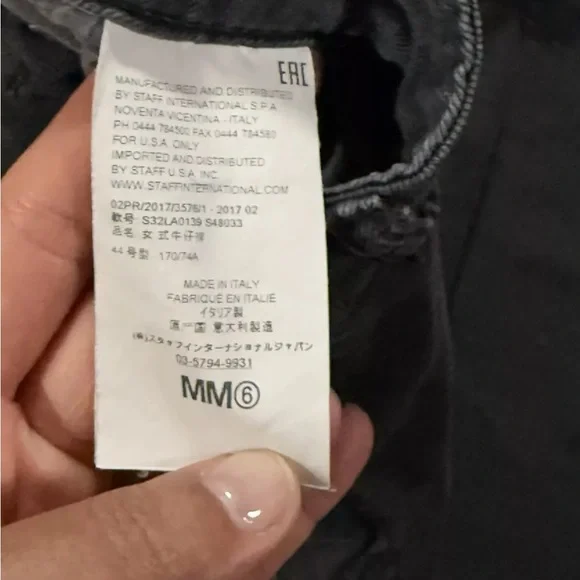 EAC
MANUFACTURED AND DISTRIBUTED
BY STAFF INTERNATIONAL S.P.A.
NOVENTA VICENTINA - ITALY
PH 0444 784500 FAX 0444 784580
FOR U.S.A. ONLY
IMPORTED AND DISTRIBUTED
BY STAFF U.S.A. INC.
WWW.STAFFINTERNATIONAL.COM
02PR/2017/3576/1 - 2017 02
款号 S32LA0139 S48033
品名 女式牛仔裤
44 号型 170/74A
MADE IN ITALY
FABRIQUÉ EN ITALIE
イタリア製
原一国 意大利製造
(株)スタッフインターナショナルジャパン
03-5794-9931
MM⑥